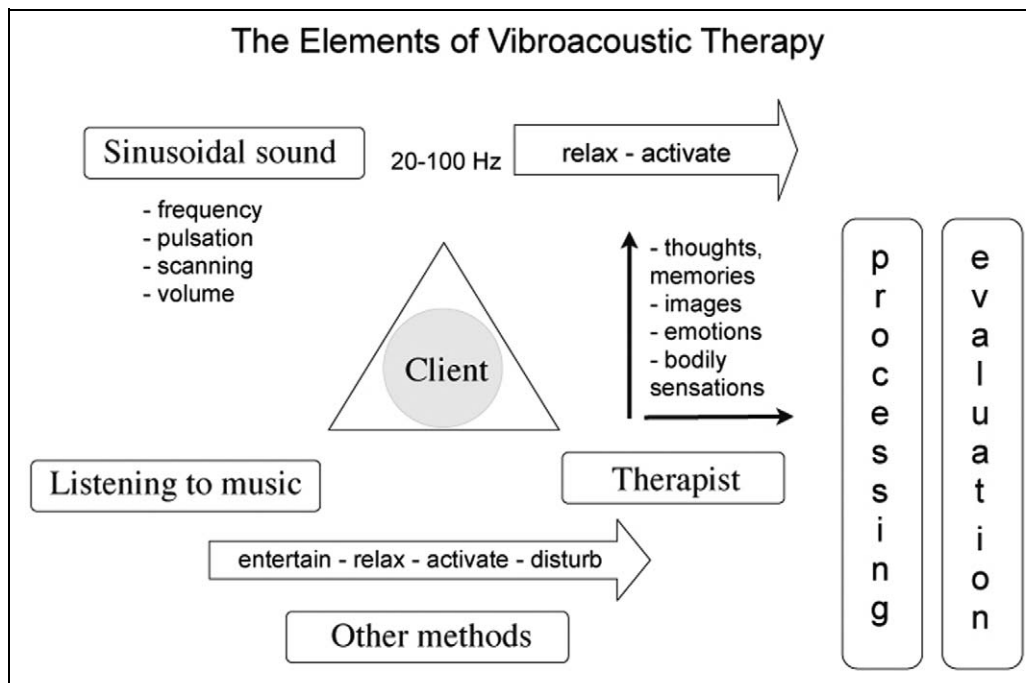 The Elements of Vibroacoustic Therapy
Sinusoidal sound
20-100 Hz
relax - activate
- frequency
- pulsation
- scanning
- volume
- thoughts,
memories
- images
- emotions
- bodily
sensations
Client
Listening to music
Therapist
entertain - relax - activate - disturb
Other methods
processing
evaluation